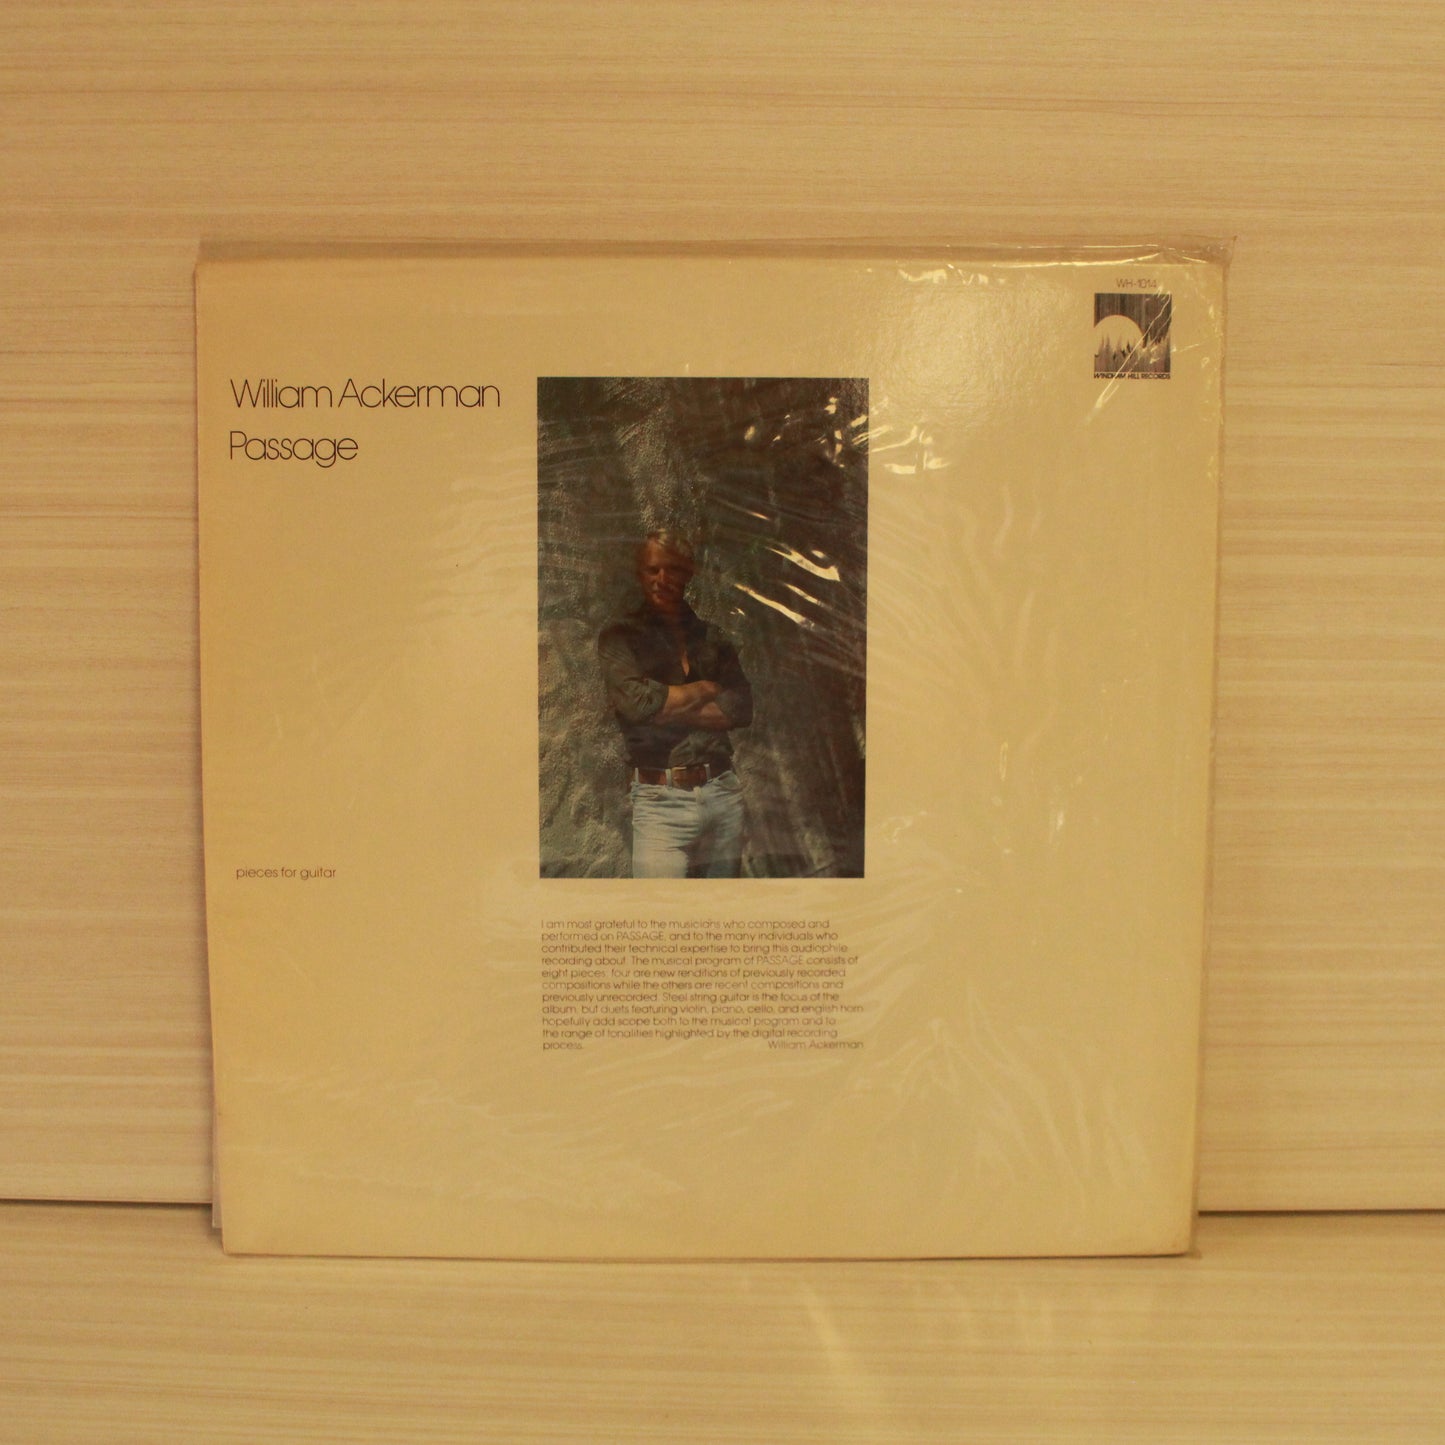 WH-1014
WINDHAM HILL RECORDS
William Ackerman
Passage
pieces for guitar
I am most grateful to the musicians who composed and
performed on PASSAGE, and to the many individuals who
contributed their technical expertise to bring this audiophile
recording about. The musical program of PASSAGE consists of
eight pieces: four are new renditions of previously recorded
compositions while the others are recent compositions and
previously unrecorded. Steel string guitar is the focus of the
album, but duets featuring violin, piano, cello, and english horn
hopefully add scope both to the musical program and to
the range of tonalities highlighted by the digital recording
process.
William Ackerman